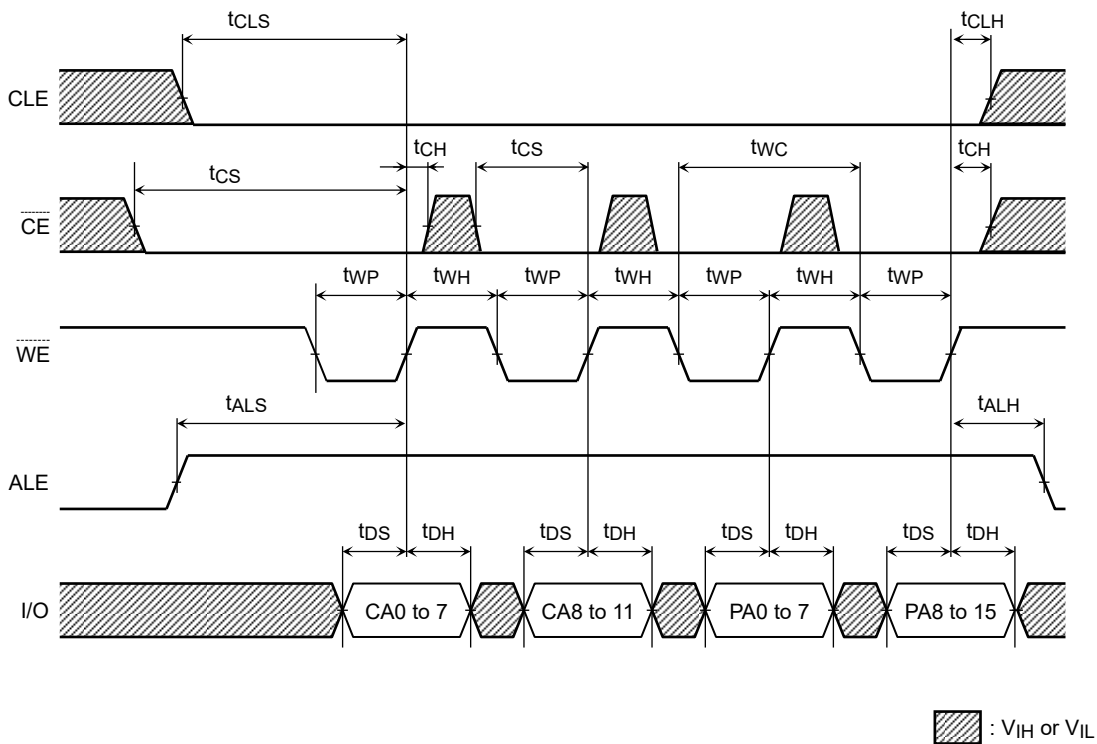 tCLS tCLH
CLE
tCH tCS tWC tCH
tCS
CE
tWP tWH tWP tWH tWP tWH tWP
WE
tALS tALH
ALE
tDS tDH tDS tDH tDS tDH tDS tDH
I/O CA0 to 7 CA8 to 11 PA0 to 7 PA8 to 15
: VIH or VIL